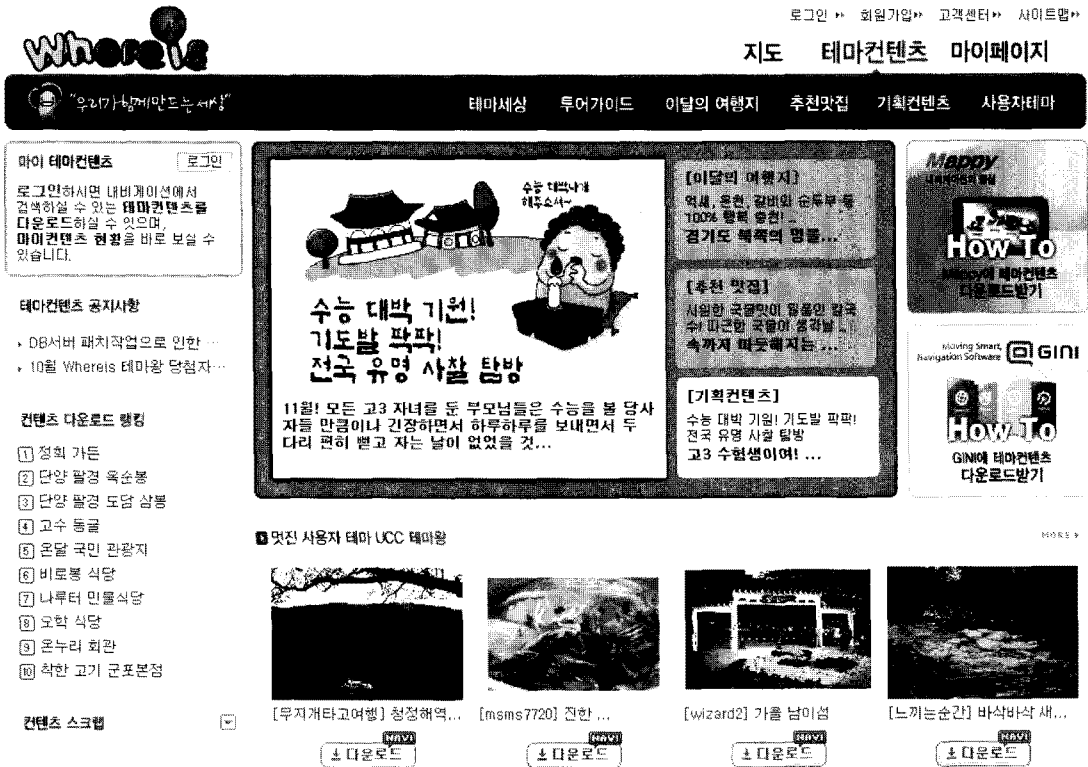 로그인 회원가입 고객센터 사이트맵
Whereis
지도 테마컨텐츠 마이페이지
"우리가 함께 만드는 세상"
테마세상 투어가이드 이달의 여행지 추천맛집 기획컨텐츠 사용자테마
마이 테마컨텐츠 로그인
로그인하시면 내비게이션에서
검색하실 수 있는 테마컨텐츠를
다운로드하실 수 있으며,
마이컨텐츠 현황을 바로 보실 수
있습니다.
테마컨텐츠 공지사항
DB서버 패치작업으로 인한 ...
10월 Whereis 테마왕 당첨자...
컨텐츠 다운로드 랭킹
1 정희 가든
2 단양 팔경 옥순봉
3 단양 팔경 도담 삼봉
4 고수 동굴
5 온달 국민 관광지
6 비로봉 식당
7 나루터 민물식당
8 오학 식당
9 온누리 회관
10 착한 고기 군포본점
컨텐츠 스크랩
수능 대박나게
해주소서~
수능 대박 기원!
기도발 팍팍!
전국 유명 사찰 탐방
11월! 모든 고3 자녀를 둔 부모님들은 수능을 볼 당사
자들 만큼이나 긴장하면서 하루하루를 보내면서 두
다리 편히 뻗고 자는 날이 없었을 것...
[이달의 여행지]
억새, 온천, 갈비와 순두부 등
100% 행복 충전! ..
경기도 북쪽의 명물...
[추천 맛집]
시원한 국물맛이 일품인 칼국
수! 따끈한 국물이 생각날 ..
속까지 따뜻해지는 ...
[기획컨텐츠]
수능 대박 기원! 기도발 팍팍!
전국 유명 사찰 탐방
고3 수험생이여! ...
Mappy
How To
Mappy에 테마컨텐츠
다운로드받기
Moving Smart,
Navigation Software GINI
How To
GINI에 테마컨텐츠
다운로드받기
멋진 사용자 테마 UCC 테마왕 MORE
[무지개타고여행] 청정해역... [msms7720] 진한 ... [wizard2] 가을 남이섬 [느끼는순간] 바삭바삭 새...
NAVI NAVI NAVI NAVI
다운로드 다운로드 다운로드 다운로드